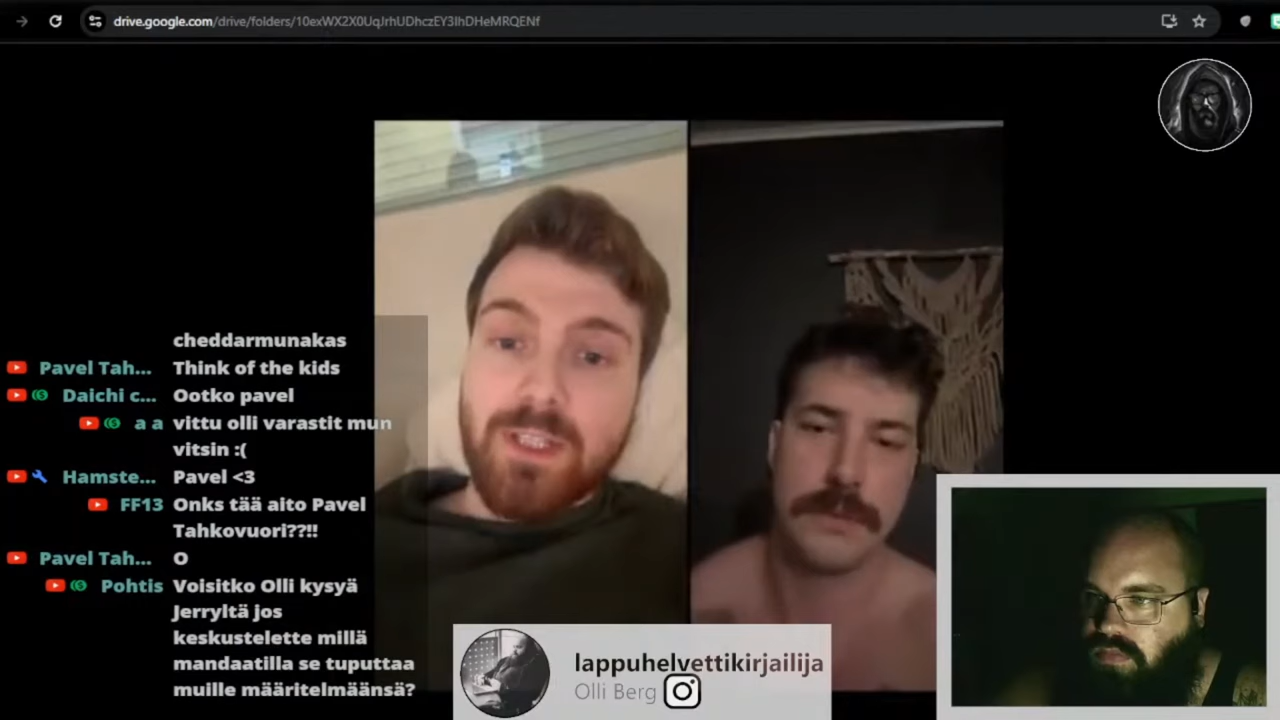 drive.google.com/drive/folders/10exWX2X0UqJrhUDhczEY3IhDHeMRQENf
cheddarmunakas
Pavel Tah... Think of the kids
Daichi c... Ootko pavel
a a vittu olli varastit mun
vitsin :(
Hamste... Pavel <3
FF13 Onks tää aito Pavel
Tahkovuori??!!
Pavel Tah... O
Pohtis Voisitko Olli kysyä
Jerryltä jos
keskustelette millä
mandaatilla se tuputtaa
muille määritelmäänsä?
lappuhelvettikirjailija
Olli Berg